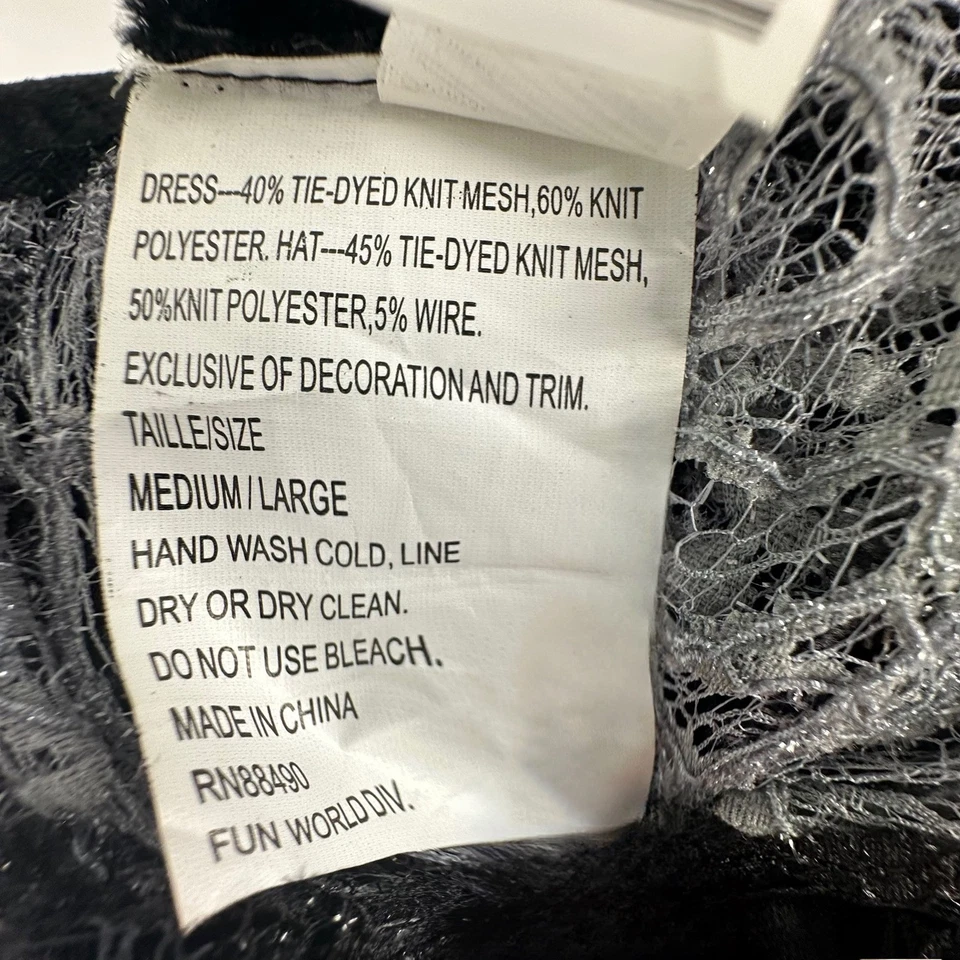 DRESS---40% TIE-DYED KNIT MESH,60% KNIT
POLYESTER. HAT---45% TIE-DYED KNIT MESH,
50%KNIT POLYESTER,5% WIRE.
EXCLUSIVE OF DECORATION AND TRIM.
TAILLE/SIZE
MEDIUM / LARGE
HAND WASH COLD, LINE
DRY OR DRY CLEAN.
DO NOT USE BLEACH.
MADE IN CHINA
RN88490
FUN WORLD DIV.